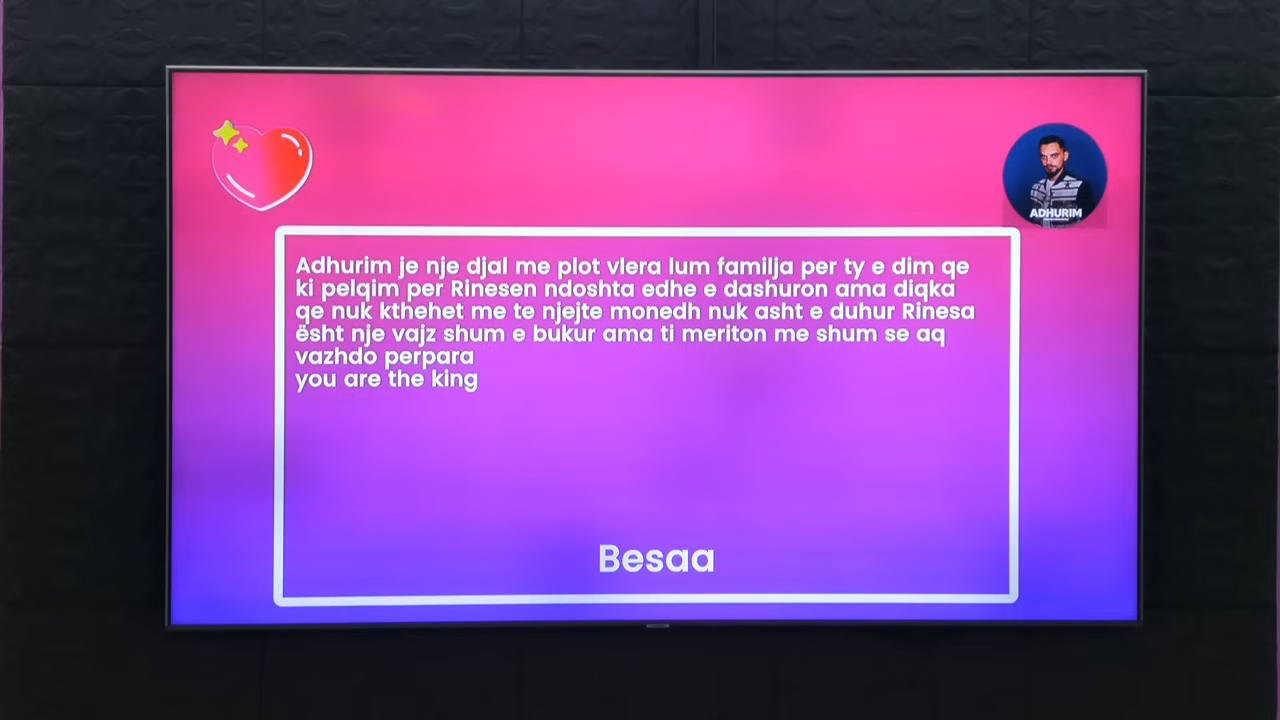 ADHURIM
Adhurim je nje djal me plot vlera lum familja per ty e dim qe
ki pelqim per Rinesen ndoshta edhe e dashuron ama diqka
qe nuk kthehet me te njejte monedh nuk asht e duhur Rinesa
ësht nje vajz shum e bukur ama ti meriton me shum se aq
vazhdo perpara
you are the king
Besaa